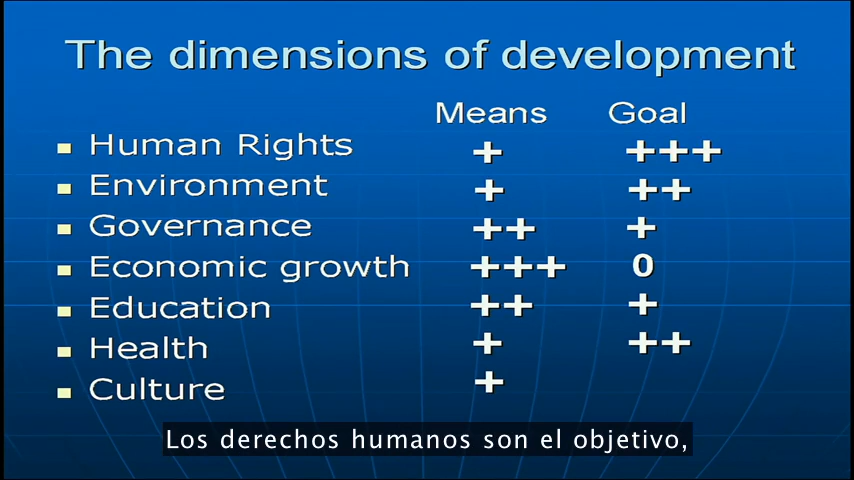 The dimensions of development
Means Goal
Human Rights + +++
Environment + ++
Governance ++ +
Economic growth +++ 0
Education ++ +
Health + ++
Culture +
Los derechos humanos son el objetivo,